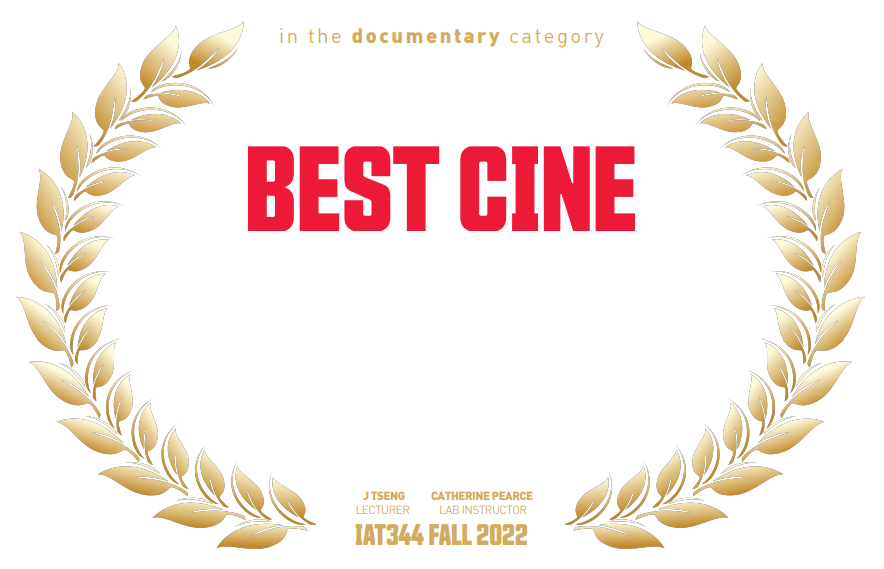 in the documentary category
BEST CINE
J TSENG CATHERINE PEARCE
LECTURER LAB INSTRUCTOR
IAT344 FALL 2022